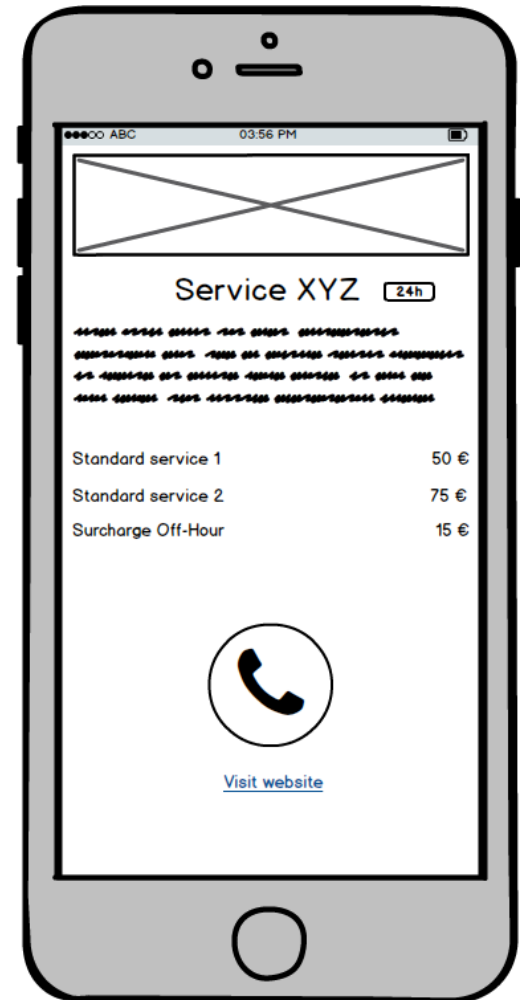 ABC 03:56 PM
Service XYZ 24h
Standard service 1 50 €
Standard service 2 75 €
Surcharge Off-Hour 15 €
Visit website